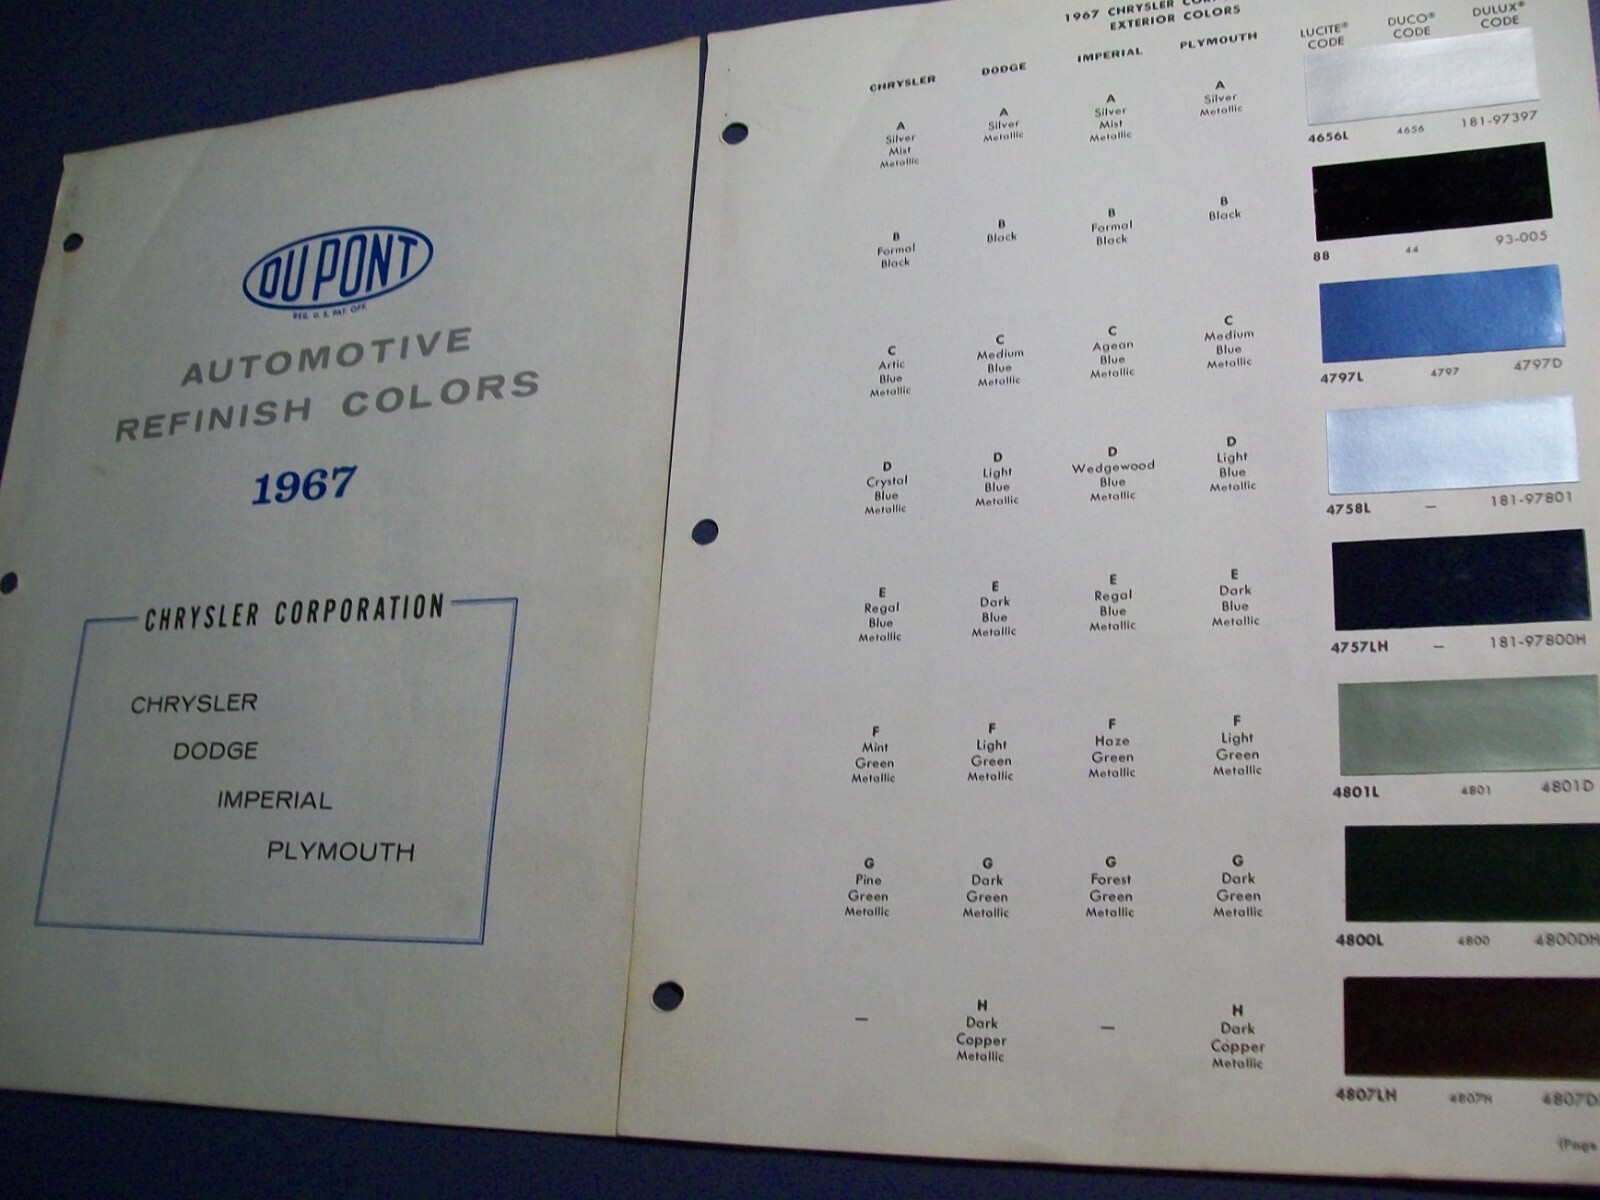 DU PONT
REG. U. S. PAT. OFF.
AUTOMOTIVE
REFINISH COLORS
1967
CHRYSLER CORPORATION
CHRYSLER
DODGE
IMPERIAL
PLYMOUTH
1967 CHRYSLER
EXTERIOR COLORS
CHRYSLER DODGE IMPERIAL PLYMOUTH LUCITE® CODE DUCO® CODE DULUX® CODE
A Silver Mist Metallic
A Silver Metallic
A Silver Mist Metallic
A Silver Metallic
4656L 4656 181-97397
B Formal Black
B Black
B Formal Black
B Black
88 44 93-005
C Artic Blue Metallic
C Medium Blue Metallic
C Agean Blue Metallic
C Medium Blue Metallic
4797L 4797 4797D
D Crystal Blue Metallic
D Light Blue Metallic
D Wedgewood Blue Metallic
D Light Blue Metallic
4758L — 181-97801
E Regal Blue Metallic
E Dark Blue Metallic
E Regal Blue Metallic
E Dark Blue Metallic
4757LH — 181-97800H
F Mint Green Metallic
F Light Green Metallic
F Haze Green Metallic
F Light Green Metallic
4801L 4801 4801D
G Pine Green Metallic
G Dark Green Metallic
G Forest Green Metallic
G Dark Green Metallic
4800L 4800 4800DH
—
H Dark Copper Metallic
—
H Dark Copper Metallic
4807LH 4807H 4807D
(Page